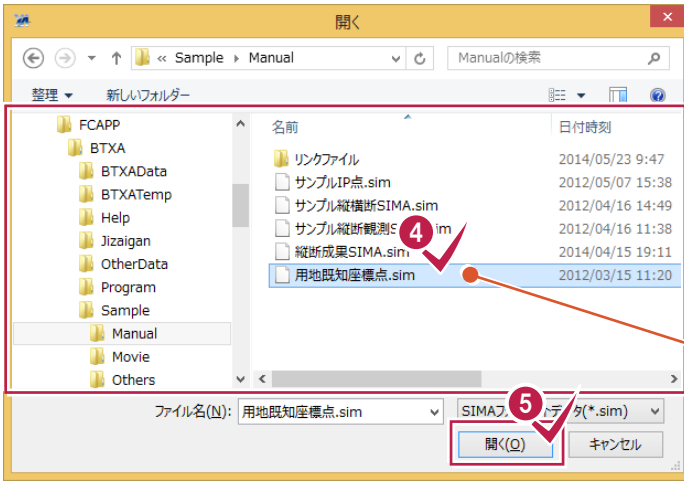 開く
« Sample ▸ Manual
Manualの検索
整理 ▼ 新しいフォルダー
FCAPP
BTXA
BTXAData
BTXATemp
Help
Jizaigan
OtherData
Program
Sample
Manual
Movie
Others
名前 日付時刻
リンクファイル 2014/05/23 9:47
サンプルIP点.sim 2012/05/07 15:38
サンプル縦横断SIMA.sim 2012/04/16 14:49
サンプル縦断観測S im 2012/04/16 11:38
縦断成果SIMA.sim 2014/04/15 19:11
用地既知座標点.sim 2012/03/15 11:20
4
ファイル名(N): 用地既知座標点.sim
SIMAフ データ(*.sim)
5
開く(O) キャンセル